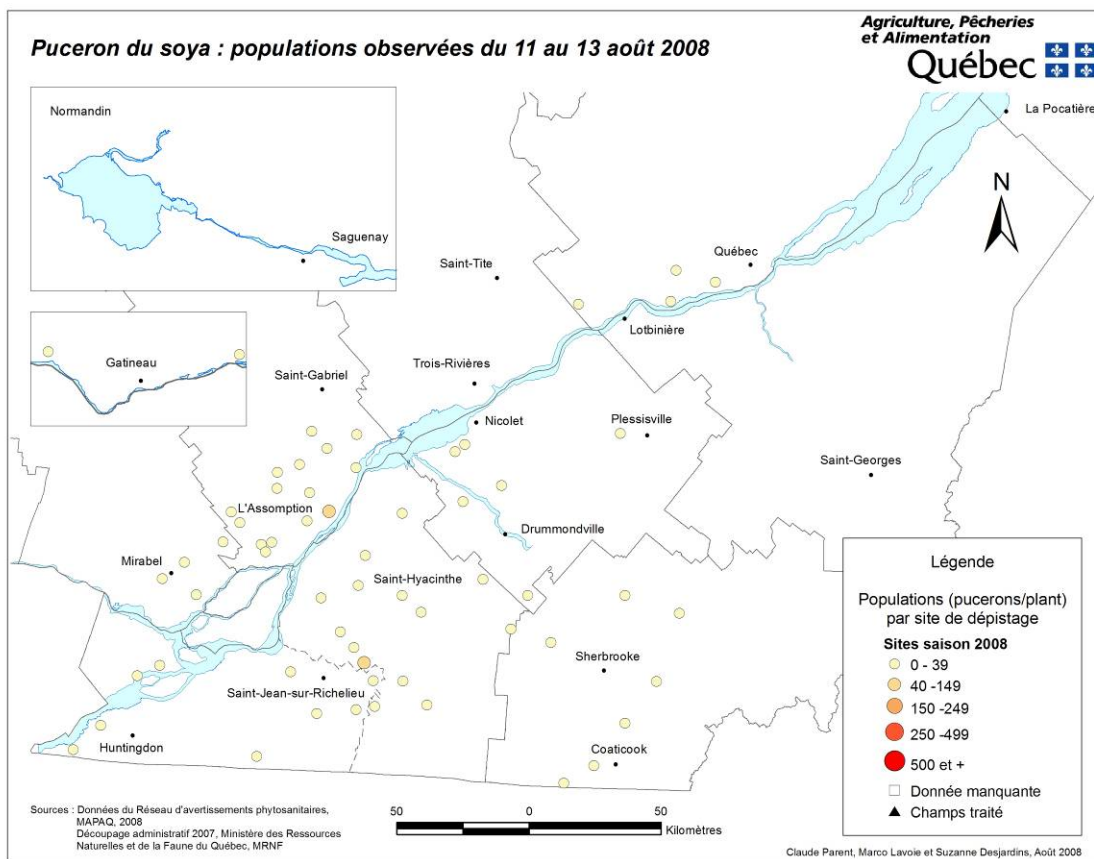 Puceron du soya : populations observées du 11 au 13 août 2008
Agriculture, Pêcheries
et Alimentation
Québec
Normandin
Saguenay
La Pocatière
N
Québec
Saint-Tite
Lotbinière
Gatineau
Saint-Gabriel
Trois-Rivières
Nicolet
Plessisville
Saint-Georges
L'Assomption
Drummondville
Mirabel
Saint-Hyacinthe
Sherbrooke
Saint-Jean-sur-Richelieu
Huntingdon
Coaticook
Légende
Populations (pucerons/plant)
par site de dépistage
Sites saison 2008
0 - 39
40 -149
150 -249
250 -499
500 et +
Donnée manquante
Champs traité
50 0 50
Kilomètres
Sources : Données du Réseau d'avertissements phytosanitaires,
MAPAQ, 2008
Découpage administratif 2007, Ministère des Ressources
Naturelles et de la Faune du Québec, MRNF
Claude Parent, Marco Lavoie et Suzanne Desjardins, Août 2008